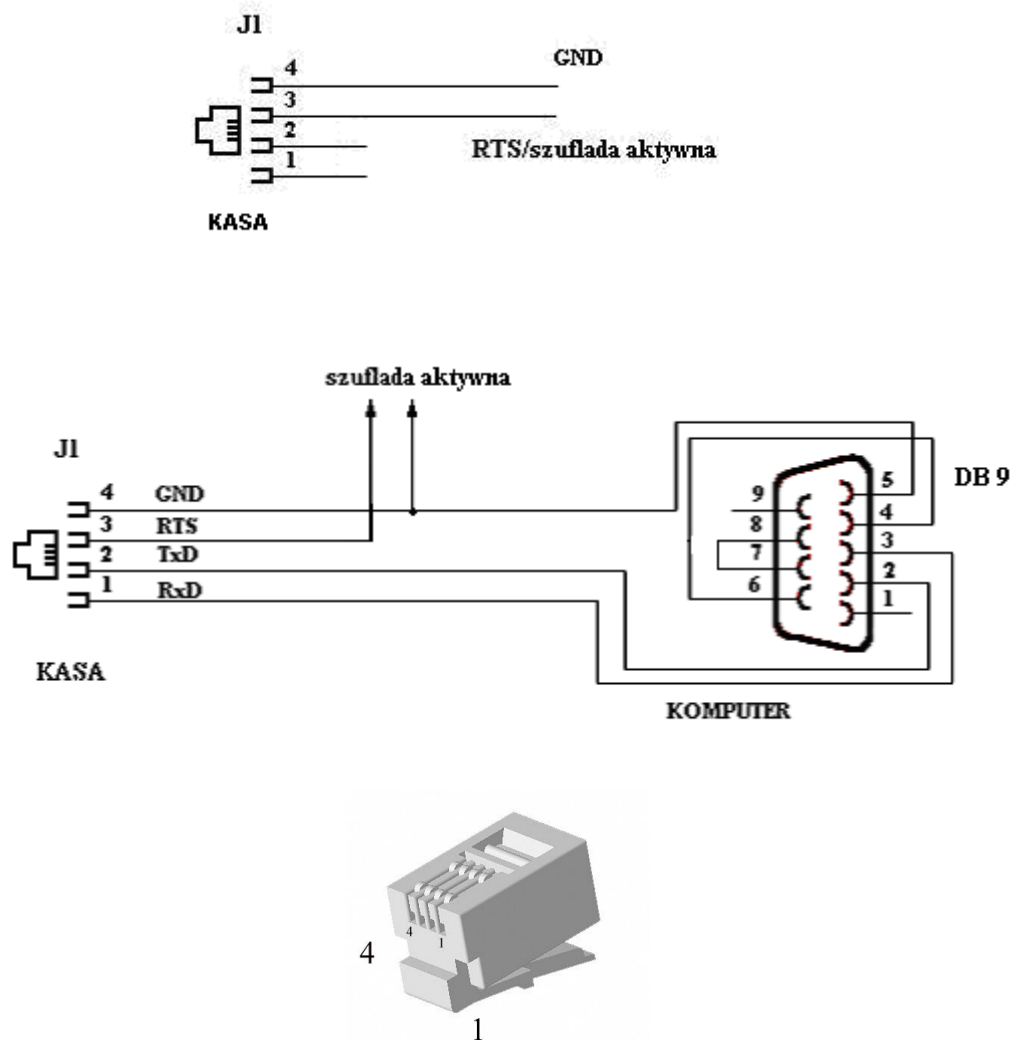 J1
4
GND
3
2
RTS/szuflada aktywna
1
KASA
szuflada aktywna
J1
4 GND
3 RTS
2 TxD
1 RxD
KASA
DB 9
5
9
4
8
3
7
2
6
1
KOMPUTER
4 1
4
1